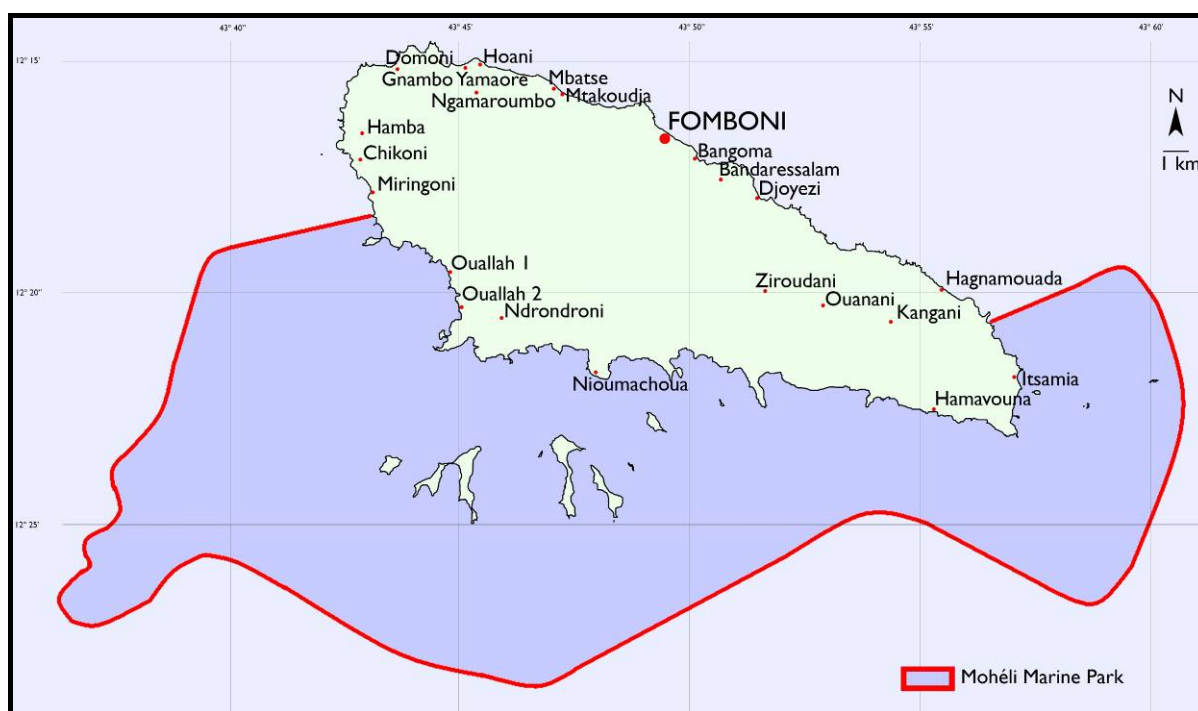 43° 40'
43° 45'
43° 50'
43° 55'
43° 60'
12° 15'
Domoni
Hoani
Gnambo Yamaore
Mbatse
Ngamaroumbo
Mtakoudja
N
FOMBONI
Hamba
Chikoni
Bangoma
1 km
Bandaressalam
Miringoni
Djoyezi
Ouallah 1
Hagnamouada
12° 20'
Ziroudani
Ouallah 2
Ouanani
Ndrondroni
Kangani
Nioumachoua
Itsamia
Hamavouna
12° 25'
Mohéli Marine Park